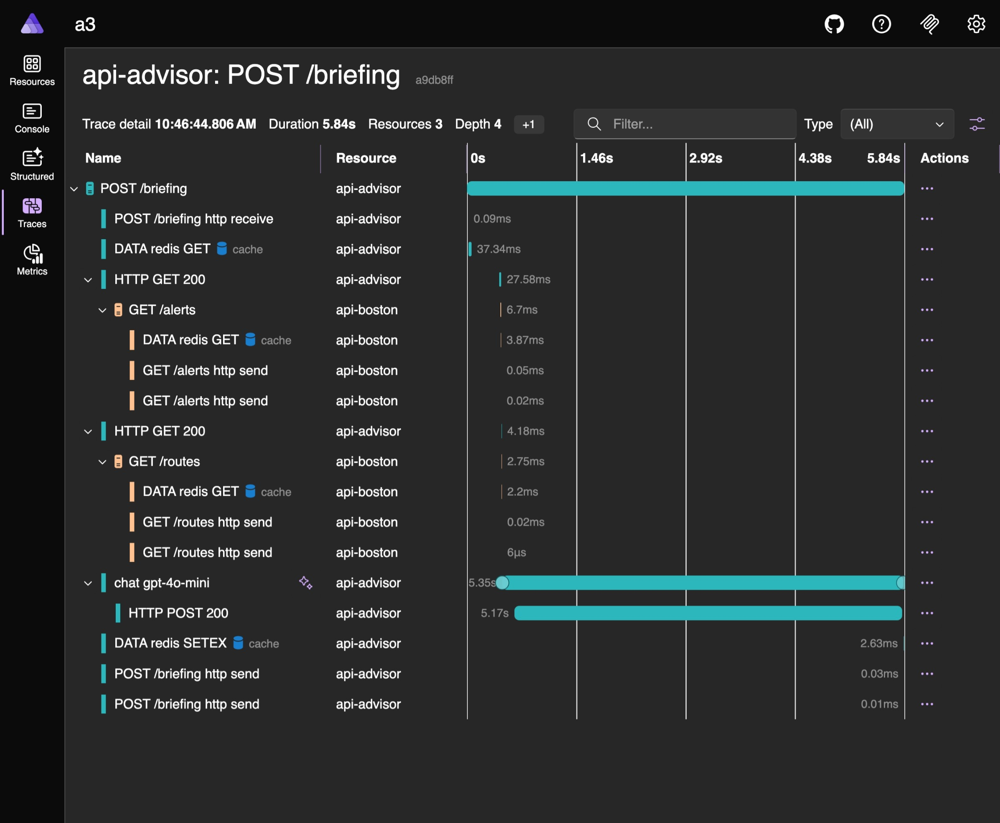 a3
Resources
Console
Structured
Traces
Metrics
api-advisor: POST /briefing a9db8ff
Trace detail 10:46:44.806 AM Duration 5.84s Resources 3 Depth 4 +1 Filter... Type (All)
Name Resource 0s 1.46s 2.92s 4.38s 5.84s Actions
POST /briefing api-advisor
POST /briefing http receive api-advisor 0.09ms
DATA redis GET cache api-advisor 37.34ms
HTTP GET 200 api-advisor 27.58ms
GET /alerts api-boston 6.7ms
DATA redis GET cache api-boston 3.87ms
GET /alerts http send api-boston 0.05ms
GET /alerts http send api-boston 0.02ms
HTTP GET 200 api-advisor 4.18ms
GET /routes api-boston 2.75ms
DATA redis GET cache api-boston 2.2ms
GET /routes http send api-boston 0.02ms
GET /routes http send api-boston 6μs
chat gpt-4o-mini api-advisor 5.35s
HTTP POST 200 api-advisor 5.17s
DATA redis SETEX cache api-advisor 2.63ms
POST /briefing http send api-advisor 0.03ms
POST /briefing http send api-advisor 0.01ms